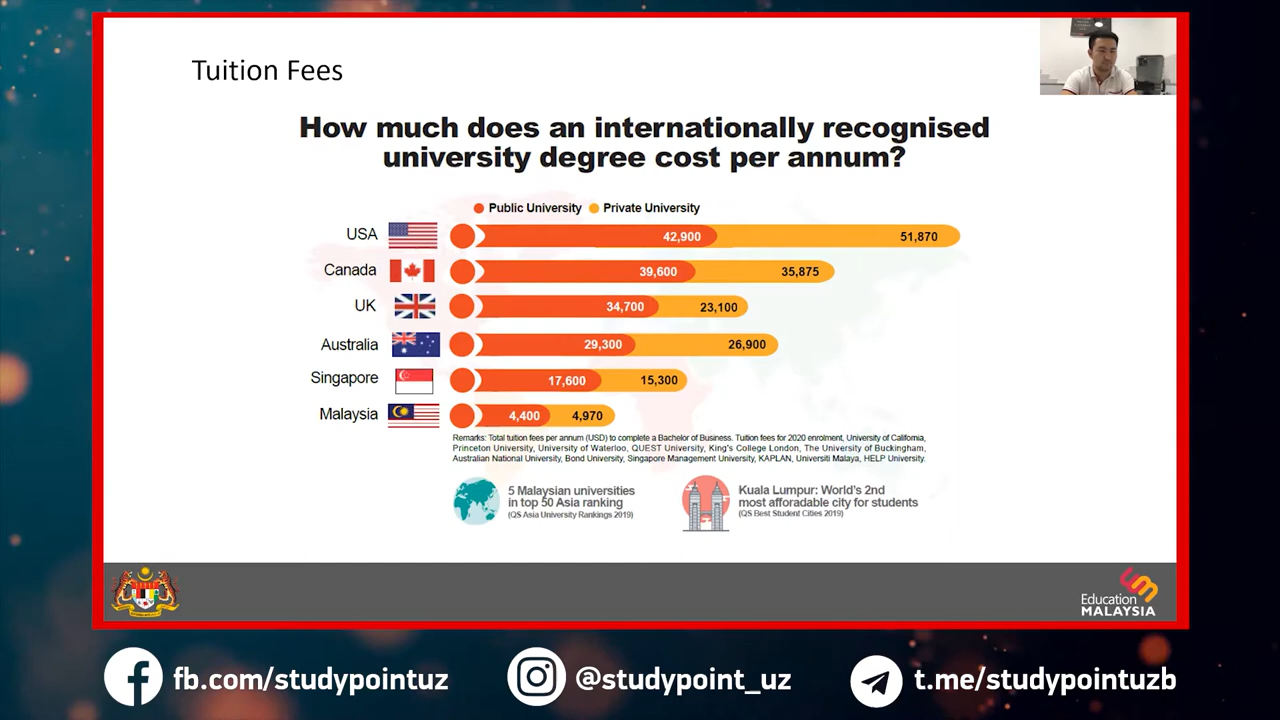 Tuition Fees
How much does an internationally recognised
university degree cost per annum?
Public University Private University
USA 42,900 51,870
Canada 39,600 35,875
UK 34,700 23,100
Australia 29,300 26,900
Singapore 17,600 15,300
Malaysia 4,400 4,970
Remarks: Total tuition fees per annum (USD) to complete a Bachelor of Business. Tuition fees for 2020 enrolment, University of California,
Princeton University, University of Waterloo, QUEST University, King's College London, The University of Buckingham,
Australian National University, Bond University, Singapore Management University, KAPLAN, Universiti Malaya, HELP University.
5 Malaysian universities
in top 50 Asia ranking
(QS Asia University Rankings 2019)
Kuala Lumpur: World's 2nd
most afforadable city for students
(QS Best Student Cities 2019)
Education
MALAYSIA
fb.com/studypointuz
@studypoint_uz
t.me/studypointuzb